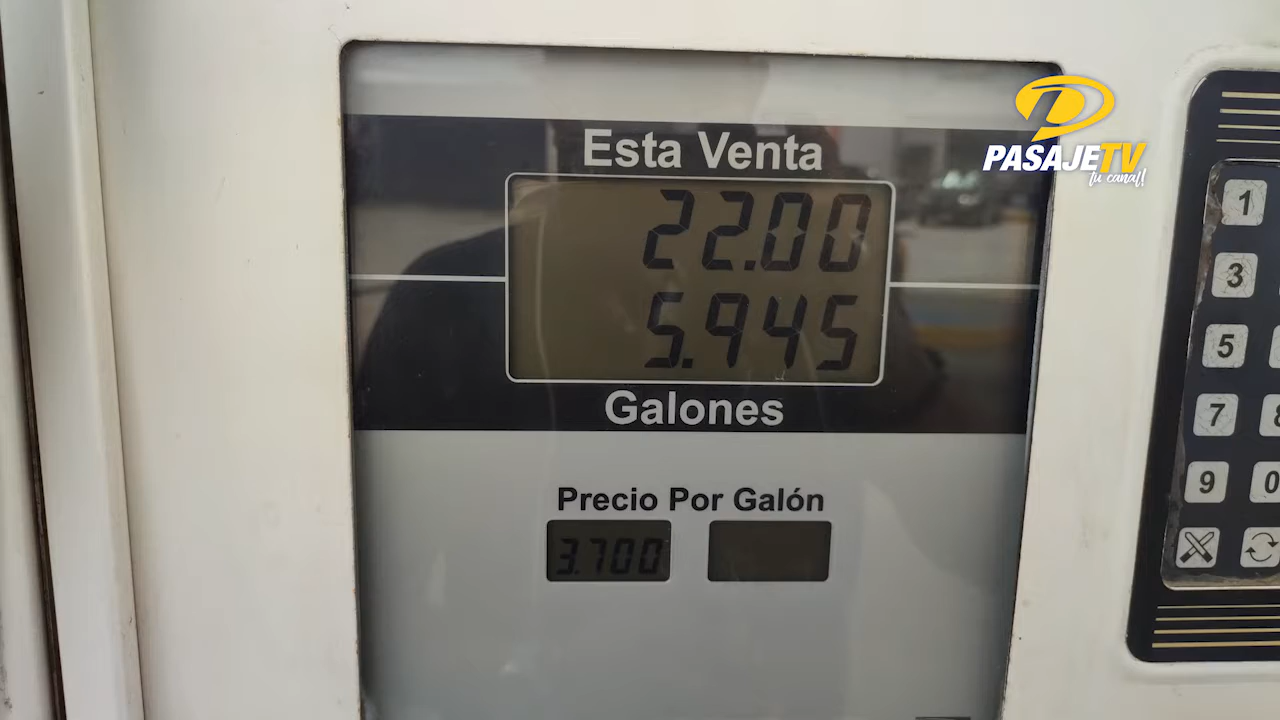 Esta Venta
22.00
5.945
Galones
Precio Por Galón
3.700
PASAJETV
tu canal!
1
3
5
7
9
0